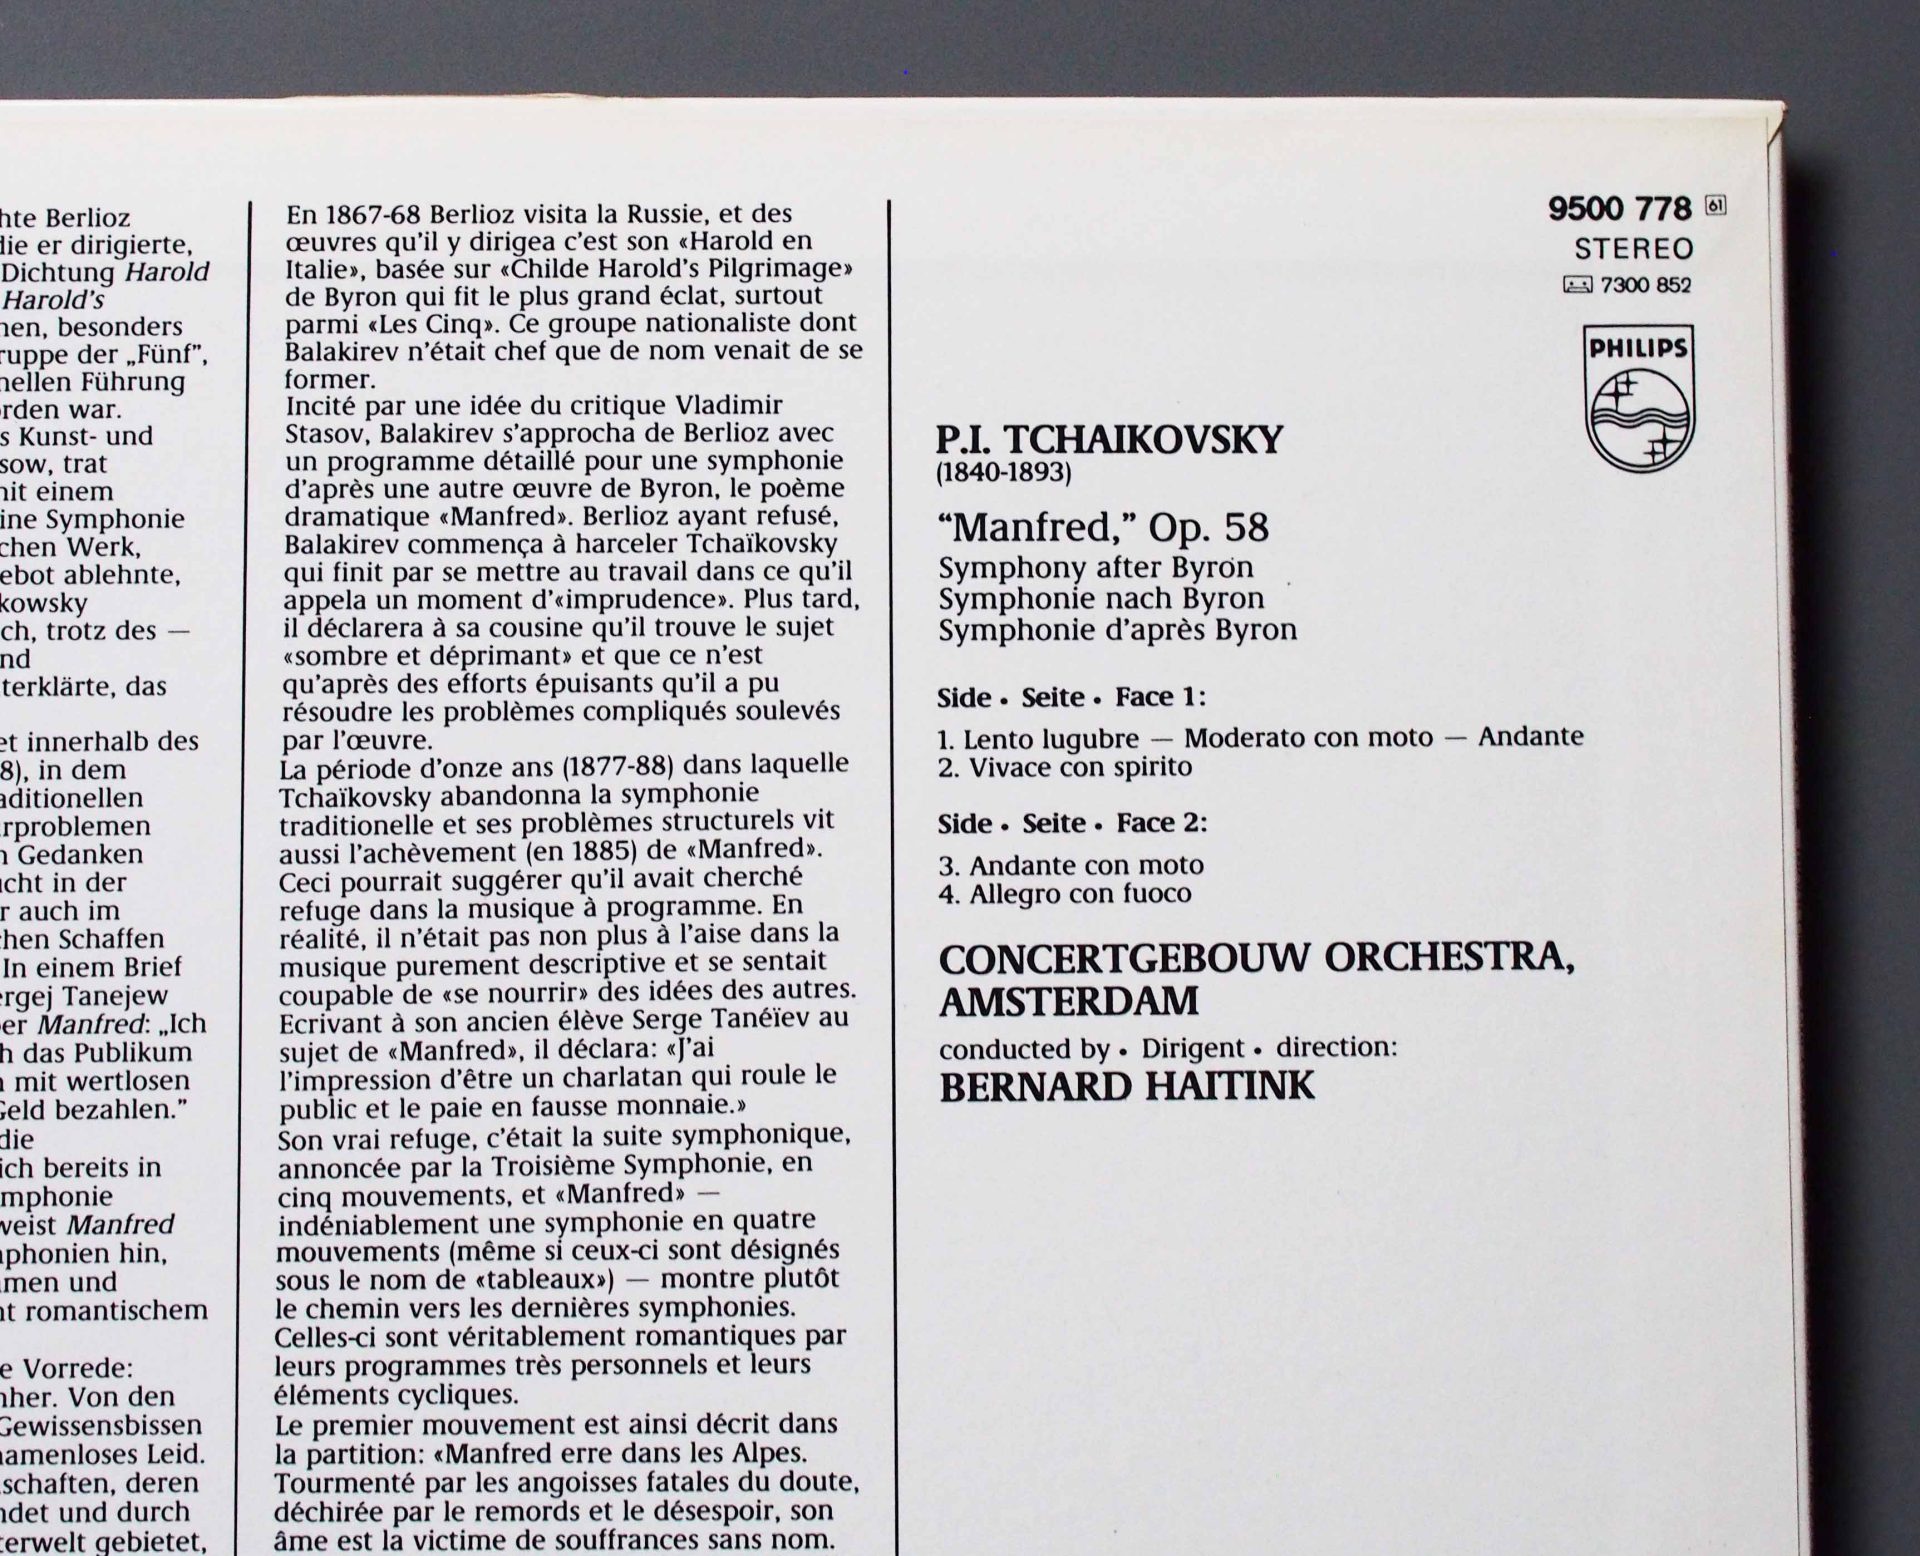 hte Berlioz
die er dirigierte,
Dichtung Harold
Harold's
nen, besonders
ruppe der „Fünf”,
nellen Führung
orden war.
s Kunst- und
sow, trat
nit einem
ine Symphonie
chen Werk,
ebot ablehnte,
kowsky
ch, trotz des —
nd
terklärte, das
et innerhalb des
8), in dem
aditionellen
rproblemen
n Gedanken
ucht in der
r auch im
chen Schaffen
In einem Brief
ergej Tanejew
er Manfred: „Ich
h das Publikum
n mit wertlosen
Geld bezahlen.”
die
ich bereits in
mphonie
weist Manfred
nphonien hin,
men und
nt romantischem
e Vorrede:
nher. Von den
Gewissensbissen
namenloses Leid.
schaften, deren
ndet und durch
terwelt gebietet,
En 1867-68 Berlioz visita la Russie, et des
œuvres qu'il y dirigea c'est son «Harold en
Italie», basée sur «Childe Harold's Pilgrimage»
de Byron qui fit le plus grand éclat, surtout
parmi «Les Cinq». Ce groupe nationaliste dont
Balakirev n'était chef que de nom venait de se
former.
Incité par une idée du critique Vladimir
Stasov, Balakirev s'approcha de Berlioz avec
un programme détaillé pour une symphonie
d'après une autre œuvre de Byron, le poème
dramatique «Manfred». Berlioz ayant refusé,
Balakirev commença à harceler Tchaïkovsky
qui finit par se mettre au travail dans ce qu'il
appela un moment d'«imprudence». Plus tard,
il déclarera à sa cousine qu'il trouve le sujet
«sombre et déprimant» et que ce n'est
qu'après des efforts épuisants qu'il a pu
résoudre les problèmes compliqués soulevés
par l'œuvre.
La période d'onze ans (1877-88) dans laquelle
Tchaïkovsky abandonna la symphonie
traditionelle et ses problèmes structurels vit
aussi l'achèvement (en 1885) de «Manfred».
Ceci pourrait suggérer qu'il avait cherché
refuge dans la musique à programme. En
réalité, il n'était pas non plus à l'aise dans la
musique purement descriptive et se sentait
coupable de «se nourrir» des idées des autres.
Ecrivant à son ancien élève Serge Tanéïev au
sujet de «Manfred», il déclara: «J'ai
l'impression d'être un charlatan qui roule le
public et le paie en fausse monnaie.»
Son vrai refuge, c'était la suite symphonique,
annoncée par la Troisième Symphonie, en
cinq mouvements, et «Manfred» —
indéniablement une symphonie en quatre
mouvements (même si ceux-ci sont désignés
sous le nom de «tableaux») — montre plutôt
le chemin vers les dernières symphonies.
Celles-ci sont véritablement romantiques par
leurs programmes très personnels et leurs
éléments cycliques.
Le premier mouvement est ainsi décrit dans
la partition: «Manfred erre dans les Alpes.
Tourmenté par les angoisses fatales du doute,
déchirée par le remords et le désespoir, son
âme est la victime de souffrances sans nom.
9500 778 61
STEREO
7300 852
PHILIPS
P.I. TCHAIKOVSKY
(1840-1893)
“Manfred,” Op. 58
Symphony after Byron
Symphonie nach Byron
Symphonie d'après Byron
Side • Seite • Face 1:
1. Lento lugubre — Moderato con moto — Andante
2. Vivace con spirito
Side • Seite • Face 2:
3. Andante con moto
4. Allegro con fuoco
CONCERTGEBOUW ORCHESTRA,
AMSTERDAM
conducted by • Dirigent • direction:
BERNARD HAITINK